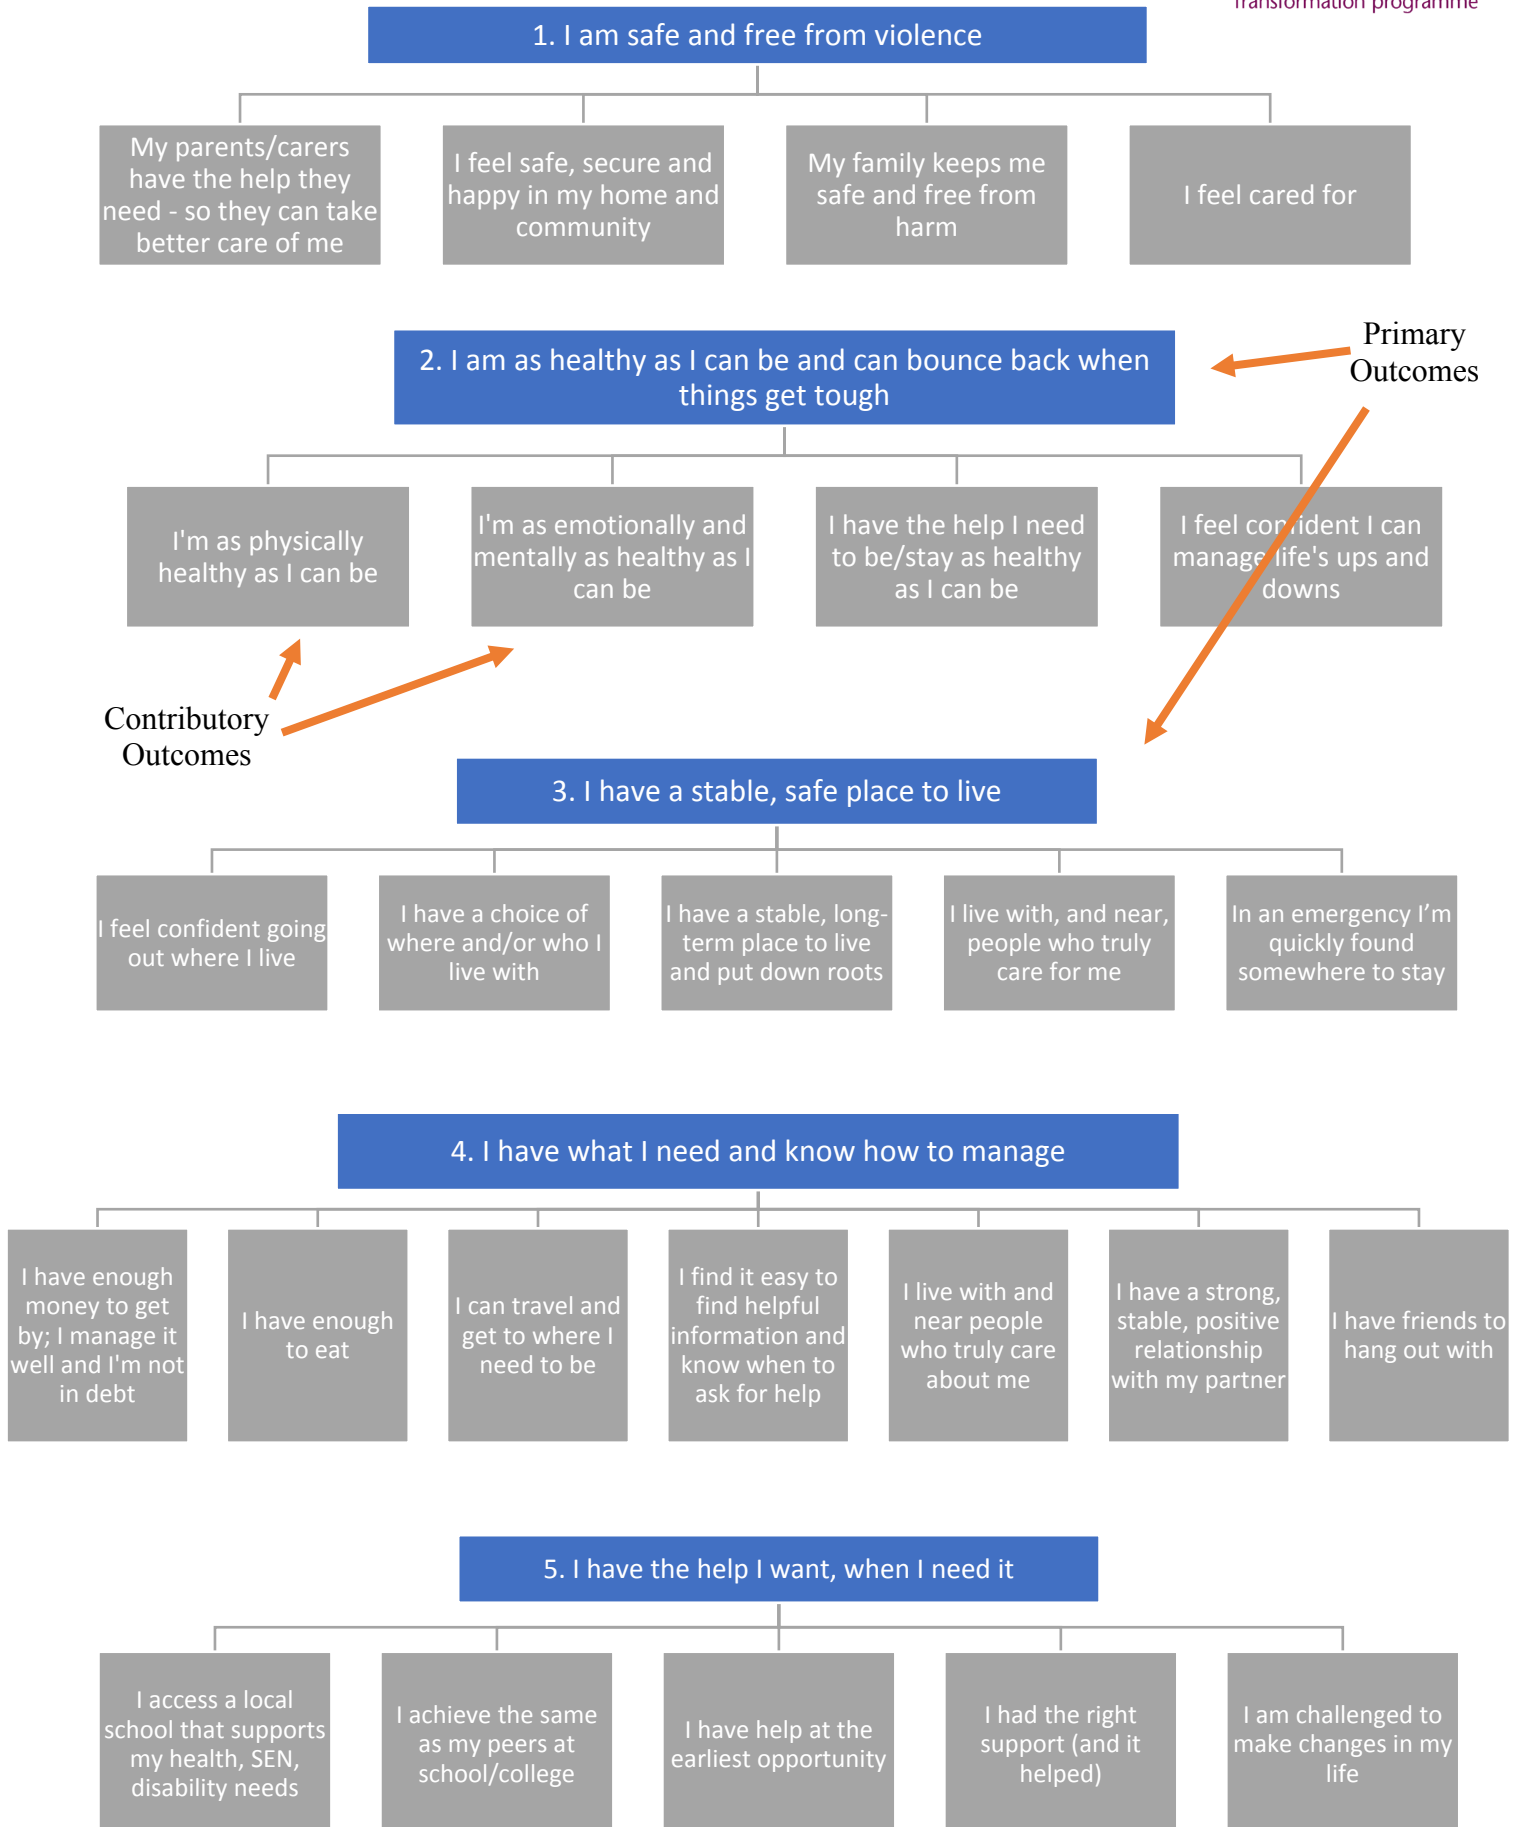 Transformation programme
1. I am safe and free from violence
My parents/carers
have the help they
need - so they can take
better care of me
I feel safe, secure and
happy in my home and
community
My family keeps me
safe and free from
harm
I feel cared for
Primary
Outcomes
2. I am as healthy as I can be and can bounce back when
things get tough
I'm as physically
healthy as I can be
I'm as emotionally and
mentally as healthy as I
can be
I have the help I need
to be/stay as healthy
as I can be
I feel confident I can
manage life's ups and
downs
Contributory
Outcomes
3. I have a stable, safe place to live
I feel confident going
out where I live
I have a choice of
where and/or who I
live with
I have a stable, long-
term place to live
and put down roots
I live with, and near,
people who truly
care for me
In an emergency I’m
quickly found
somewhere to stay
4. I have what I need and know how to manage
I have enough
money to get
by; I manage it
well and I'm not
in debt
I have enough
to eat
I can travel and
get to where I
need to be
I find it easy to
find helpful
information and
know when to
ask for help
I live with and
near people
who truly care
about me
I have a strong,
stable, positive
relationship
with my partner
I have friends to
hang out with
5. I have the help I want, when I need it
I access a local
school that supports
my health, SEN,
disability needs
I achieve the same
as my peers at
school/college
I have help at the
earliest opportunity
I had the right
support (and it
helped)
I am challenged to
make changes in my
life